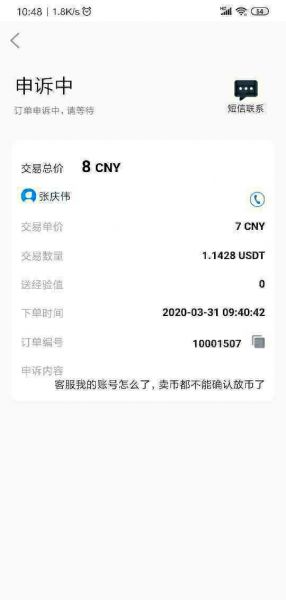 10:48 | 1.8K/s
54
申诉中
订单申诉中, 请等待
短信联系
交易总价 8 CNY
张庆伟
交易单价 7 CNY
交易数量 1.1428 USDT
送经验值 0
下单时间 2020-03-31 09:40:42
订单编号 10001507
申诉内容
客服我的账号怎么了，卖币都不能确认放币了